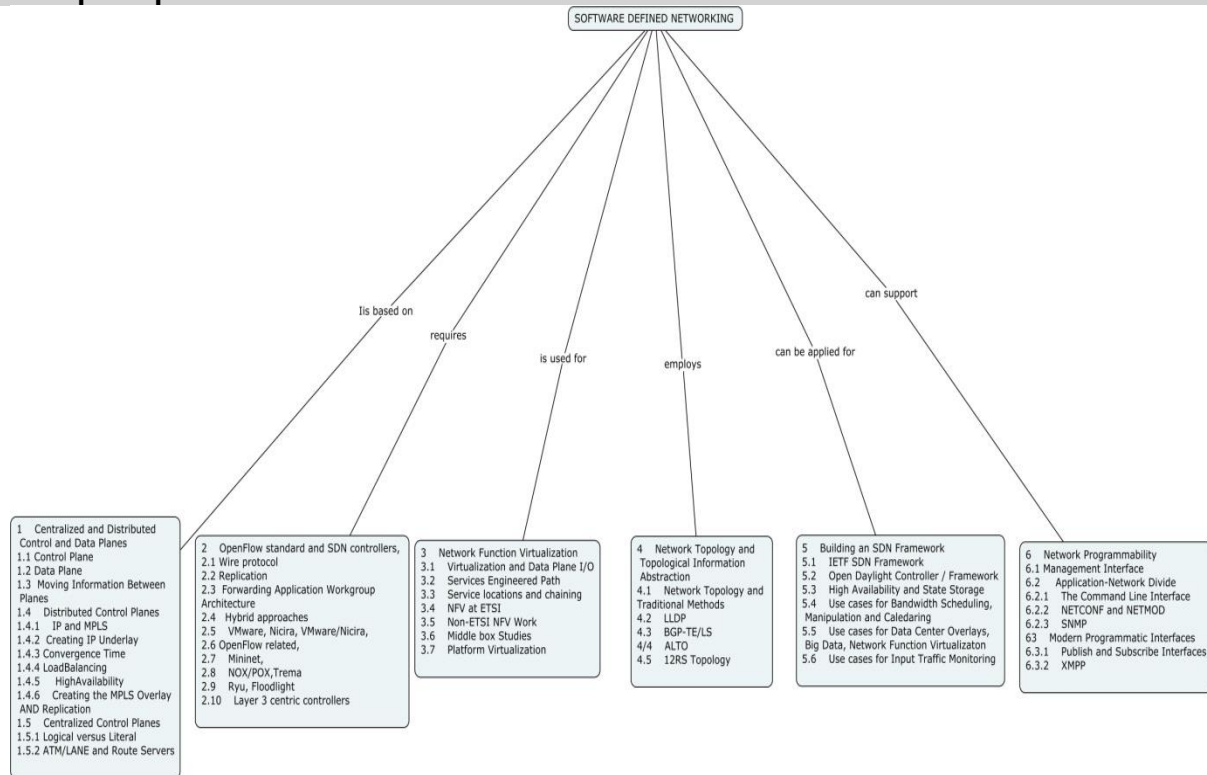 SOFTWARE DEFINED NETWORKING
Iis based on
requires
is used for
employs
can be applied for
can support
1 Centralized and Distributed
Control and Data Planes
1.1 Control Plane
1.2 Data Plane
1.3 Moving Information Between
Planes
1.4 Distributed Control Planes
1.4.1 IP and MPLS
1.4.2 Creating IP Underlay
1.4.3 Convergence Time
1.4.4 LoadBalancing
1.4.5 HighAvailability
1.4.6 Creating the MPLS Overlay
AND Replication
1.5 Centralized Control Planes
1.5.1 Logical versus Literal
1.5.2 ATM/LANE and Route Servers
2 OpenFlow standard and SDN controllers,
2.1 Wire protocol
2.2 Replication
2.3 Forwarding Application Workgroup
Architecture
2.4 Hybrid approaches
2.5 VMware, Nicira, VMware/Nicira,
2.6 OpenFlow related,
2.7 Mininet,
2.8 NOX/POX,Trema
2.9 Ryu, Floodlight
2.10 Layer 3 centric controllers
3 Network Function Virtualization
3.1 Virtualization and Data Plane I/O
3.2 Services Engineered Path
3.3 Service locations and chaining
3.4 NFV at ETSI
3.5 Non-ETSI NFV Work
3.6 Middle box Studies
3.7 Platform Virtualization
4 Network Topology and
Topological Information
Abstraction
4.1 Network Topology and
Traditional Methods
4.2 LLDP
4.3 BGP-TE/LS
4/4 ALTO
4.5 12RS Topology
5 Building an SDN Framework
5.1 IETF SDN Framework
5.2 Open Daylight Controller / Framework
5.3 High Availability and State Storage
5.4 Use cases for Bandwidth Scheduling,
Manipulation and Caledaring
5.5 Use cases for Data Center Overlays,
Big Data, Network Function Virtualizaton
5.6 Use cases for Input Traffic Monitoring
6 Network Programmability
6.1 Management Interface
6.2 Application-Network Divide
6.2.1 The Command Line Interface
6.2.2 NETCONF and NETMOD
6.2.3 SNMP
63 Modern Programmatic Interfaces
6.3.1 Publish and Subscribe Interfaces
6.3.2 XMPP